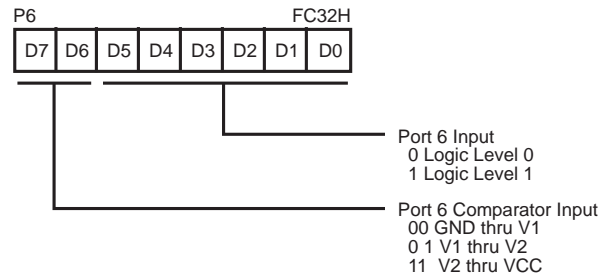 P6 FC32H
D7 D6 D5 D4 D3 D2 D1 D0
Port 6 Input
0 Logic Level 0
1 Logic Level 1
Port 6 Comparator Input
00 GND thru V1
0 1 V1 thru V2
11 V2 thru VCC